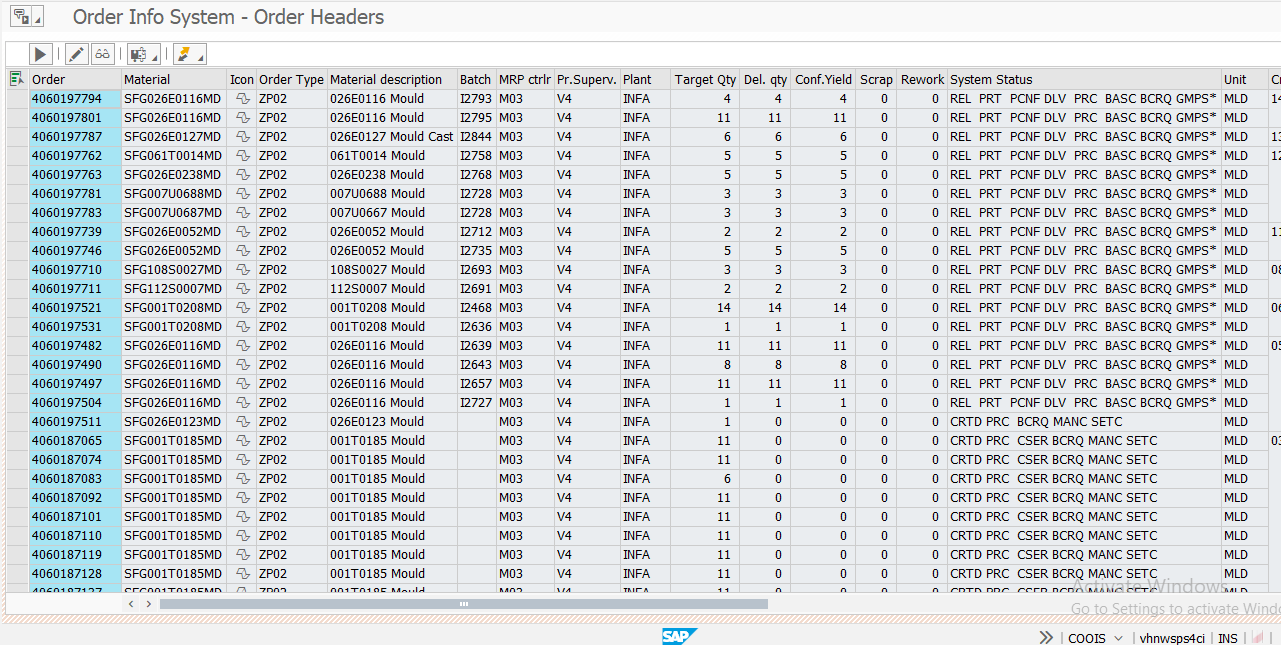 Order Info System - Order Headers
Order Material Icon Order Type Material description Batch MRP ctrlr Pr.Superv. Plant Target Qty Del. qty Conf.Yield Scrap Rework System Status Unit
4060197794 SFG026E0116MD ZP02 026E0116 Mould I2793 M03 V4 INFA 4 4 4 0 0 REL PRT PCNF DLV PRC BASC BCRQ GMPS* MLD 14
4060197801 SFG026E0116MD ZP02 026E0116 Mould I2795 M03 V4 INFA 11 11 11 0 0 REL PRT PCNF DLV PRC BASC BCRQ GMPS* MLD
4060197787 SFG026E0127MD ZP02 026E0127 Mould Cast I2844 M03 V4 INFA 6 6 6 0 0 REL PRT PCNF DLV PRC BASC BCRQ GMPS* MLD 13
4060197762 SFG061T0014MD ZP02 061T0014 Mould I2758 M03 V4 INFA 5 5 5 0 0 REL PRT PCNF DLV PRC BASC BCRQ GMPS* MLD 12
4060197763 SFG026E0238MD ZP02 026E0238 Mould I2768 M03 V4 INFA 5 5 5 0 0 REL PRT PCNF DLV PRC BASC BCRQ GMPS* MLD
4060197781 SFG007U0688MD ZP02 007U0688 Mould I2728 M03 V4 INFA 3 3 3 0 0 REL PRT PCNF DLV PRC BASC BCRQ GMPS* MLD
4060197783 SFG007U0687MD ZP02 007U0667 Mould I2728 M03 V4 INFA 3 3 3 0 0 REL PRT PCNF DLV PRC BASC BCRQ GMPS* MLD
4060197739 SFG026E0052MD ZP02 026E0052 Mould I2712 M03 V4 INFA 2 2 2 0 0 REL PRT PCNF DLV PRC BASC BCRQ GMPS* MLD 11
4060197746 SFG026E0052MD ZP02 026E0052 Mould I2735 M03 V4 INFA 5 5 5 0 0 REL PRT PCNF DLV PRC BASC BCRQ GMPS* MLD
4060197710 SFG108S0027MD ZP02 108S0027 Mould I2693 M03 V4 INFA 3 3 3 0 0 REL PRT PCNF DLV PRC BASC BCRQ GMPS* MLD 08
4060197711 SFG112S0007MD ZP02 112S0007 Mould I2691 M03 V4 INFA 2 2 2 0 0 REL PRT PCNF DLV PRC BASC BCRQ GMPS* MLD
4060197521 SFG001T0208MD ZP02 001T0208 Mould I2468 M03 V4 INFA 14 14 14 0 0 REL PRT PCNF DLV PRC BASC BCRQ GMPS* MLD 06
4060197531 SFG001T0208MD ZP02 001T0208 Mould I2636 M03 V4 INFA 1 1 1 0 0 REL PRT PCNF DLV PRC BASC BCRQ GMPS* MLD
4060197482 SFG026E0116MD ZP02 026E0116 Mould I2639 M03 V4 INFA 11 11 11 0 0 REL PRT PCNF DLV PRC BASC BCRQ GMPS* MLD 05
4060197490 SFG026E0116MD ZP02 026E0116 Mould I2643 M03 V4 INFA 8 8 8 0 0 REL PRT PCNF DLV PRC BASC BCRQ GMPS* MLD
4060197497 SFG026E0116MD ZP02 026E0116 Mould I2657 M03 V4 INFA 11 11 11 0 0 REL PRT PCNF DLV PRC BASC BCRQ GMPS* MLD
4060197504 SFG026E0116MD ZP02 026E0116 Mould I2727 M03 V4 INFA 1 1 1 0 0 REL PRT PCNF DLV PRC BASC BCRQ GMPS* MLD
4060197511 SFG026E0123MD ZP02 026E0123 Mould M03 V4 INFA 1 0 0 0 0 CRTD PRC BCRQ MANC SETC MLD
4060187065 SFG001T0185MD ZP02 001T0185 Mould M03 V4 INFA 11 0 0 0 0 CRTD PRC CSER BCRQ MANC SETC MLD 03
4060187074 SFG001T0185MD ZP02 001T0185 Mould M03 V4 INFA 11 0 0 0 0 CRTD PRC CSER BCRQ MANC SETC MLD
4060187083 SFG001T0185MD ZP02 001T0185 Mould M03 V4 INFA 6 0 0 0 0 CRTD PRC CSER BCRQ MANC SETC MLD
4060187092 SFG001T0185MD ZP02 001T0185 Mould M03 V4 INFA 11 0 0 0 0 CRTD PRC CSER BCRQ MANC SETC MLD
4060187101 SFG001T0185MD ZP02 001T0185 Mould M03 V4 INFA 11 0 0 0 0 CRTD PRC CSER BCRQ MANC SETC MLD
4060187110 SFG001T0185MD ZP02 001T0185 Mould M03 V4 INFA 11 0 0 0 0 CRTD PRC CSER BCRQ MANC SETC MLD
4060187119 SFG001T0185MD ZP02 001T0185 Mould M03 V4 INFA 11 0 0 0 0 CRTD PRC CSER BCRQ MANC SETC MLD
4060187128 SFG001T0185MD ZP02 001T0185 Mould M03 V4 INFA 11 0 0 0 0 CRTD PRC CSER BCRQ MANC SETC MLD
Activate Windows
Go to Settings to activate
SAP COOIS vhnwsps4ci INS